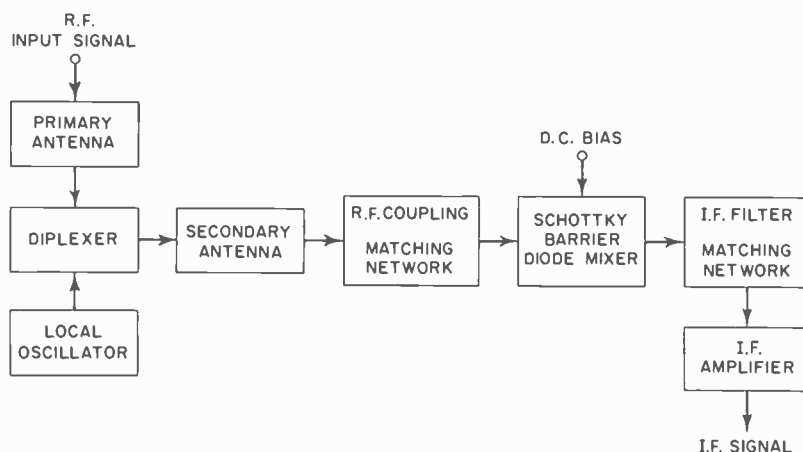 R.F.
INPUT SIGNAL
PRIMARY
ANTENNA
DIPLEXER
LOCAL
OSCILLATOR
SECONDARY
ANTENNA
R.F. COUPLING
MATCHING
NETWORK
D.C. BIAS
SCHOTTKY
BARRIER
DIODE MIXER
I.F. FILTER
MATCHING
NETWORK
I.F.
AMPLIFIER
I.F. SIGNAL